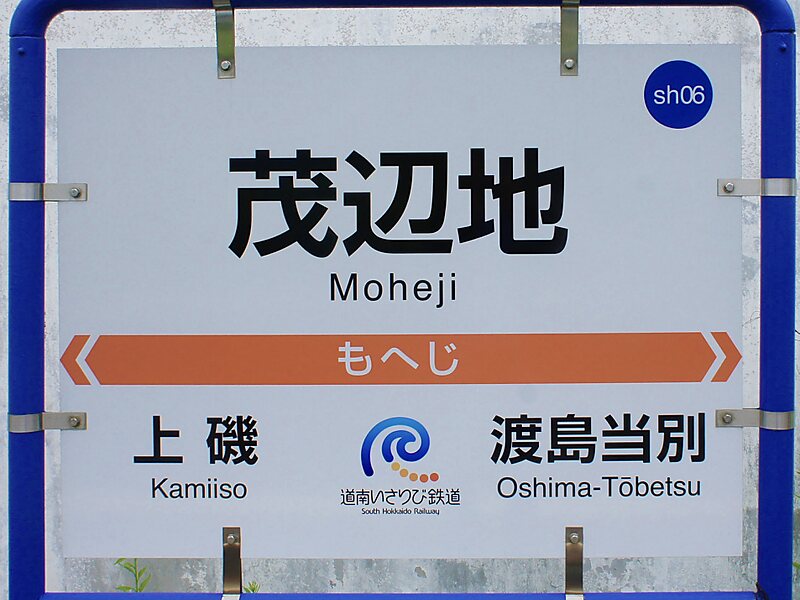 sh06
茂辺地
Moheji
もへじ
上磯
Kamiiso
渡島当別
Oshima-Tōbetsu
道南いさりび鉄道
South Hokkaido Railway